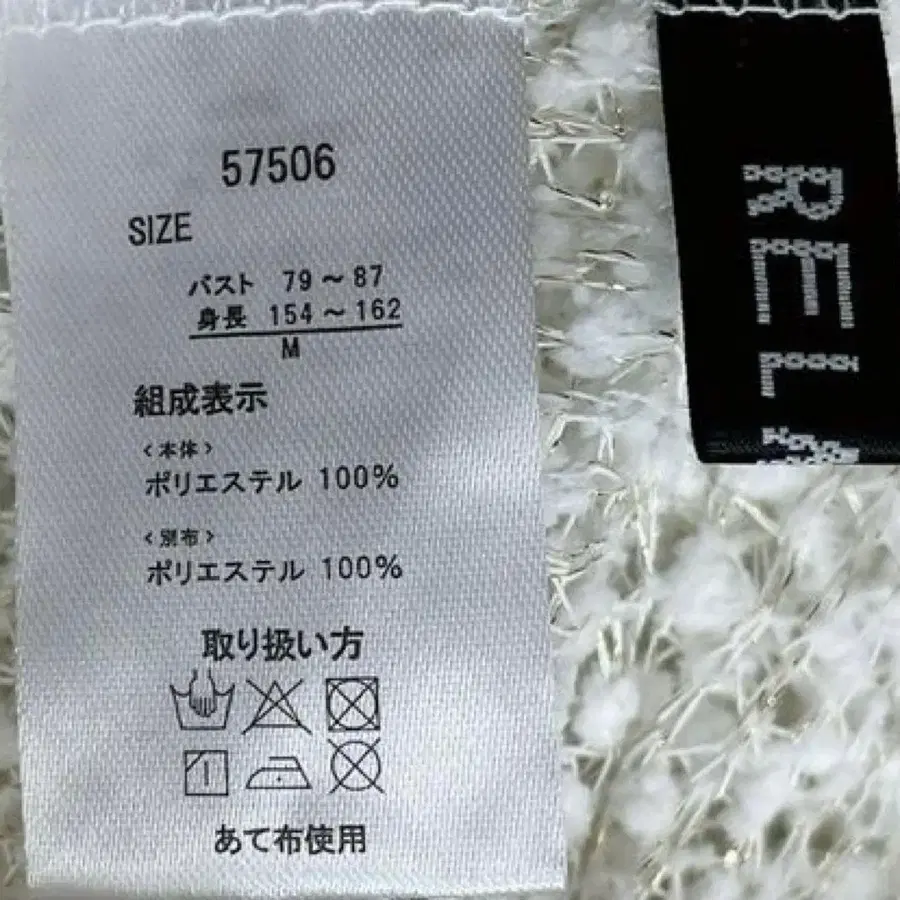 57506
SIZE
バスト 79～87
身長 154～162
M
組成表示
〈本体〉
ポリエステル 100%
〈別布〉
ポリエステル 100%
取り扱い方
あて布使用
REL